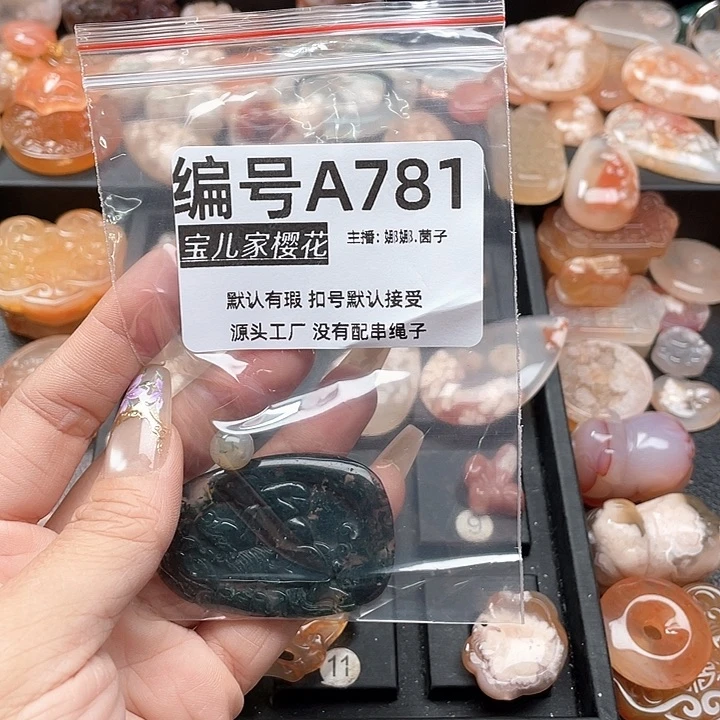 编号A781
宝儿家樱花 主播: 娜娜.菌子
默认有瑕 扣号默认接受
源头工厂 没有配串绳子
9
11